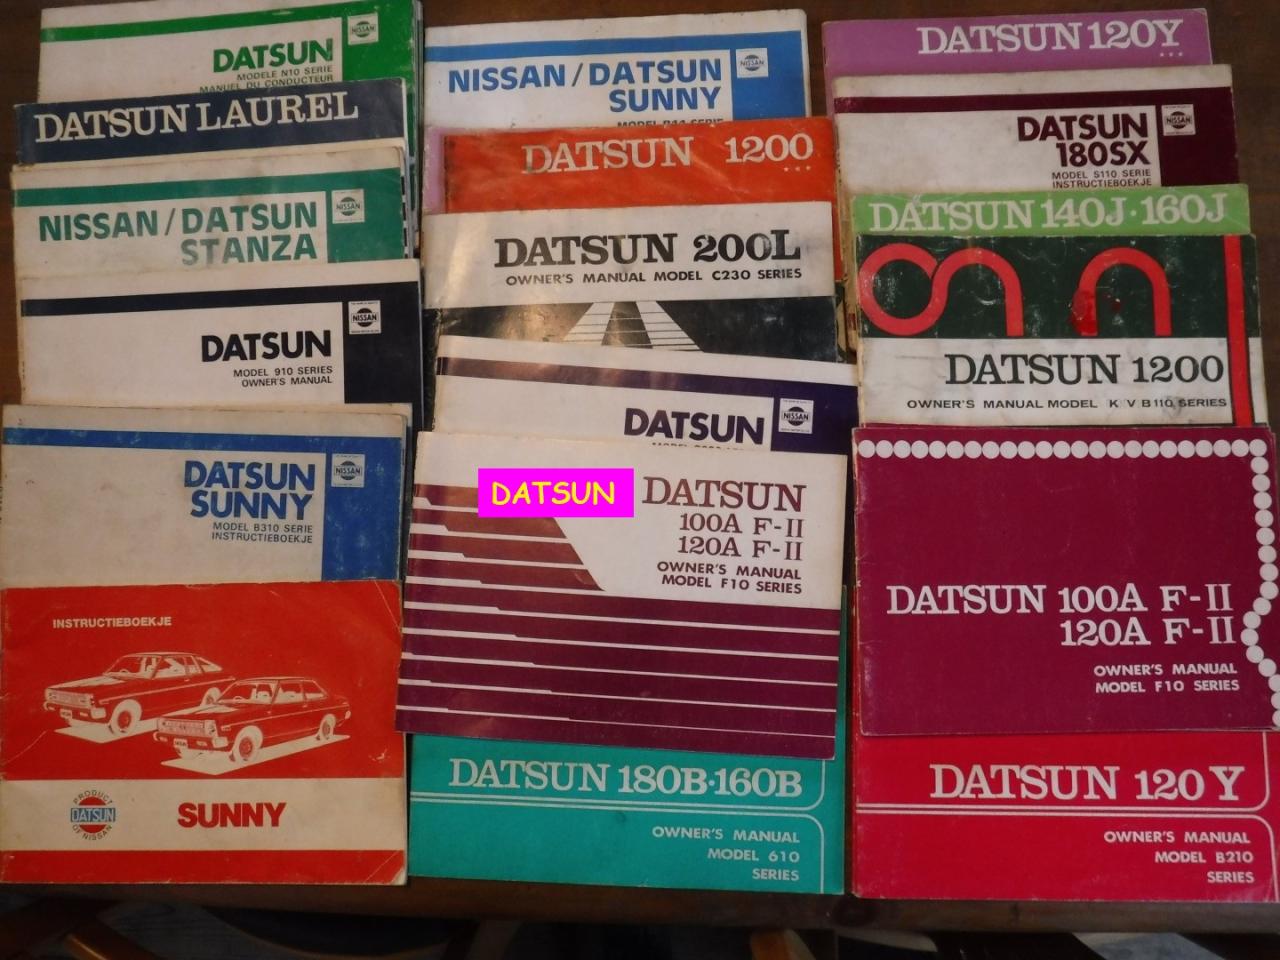 DATSUN
MODELE N10 SERIE
MANUEL DU CONDUCTEUR
NISSAN
DATSUN LAUREL
NISSAN/DATSUN
STANZA
NISSAN
DATSUN
MODEL 910 SERIES
OWNER'S MANUAL
NISSAN
DATSUN
SUNNY
MODEL B310 SERIE
INSTRUCTIEBOEKJE
NISSAN
INSTRUCTIEBOEKJE
PRODUCT
DATSUN
OF NISSAN
SUNNY
NISSAN/DATSUN
SUNNY
NISSAN
DATSUN 1200
DATSUN 200L
OWNER'S MANUAL MODEL C230 SERIES
DATSUN
NISSAN
DATSUN
DATSUN
100A F-II
120A F-II
OWNER'S MANUAL
MODEL F10 SERIES
DATSUN 180B·160B
OWNER'S MANUAL
MODEL 610
SERIES
DATSUN 120Y
DATSUN
180SX
MODEL S110 SERIE
INSTRUCTIEBOEKJE
NISSAN
DATSUN 140J·160J
DATSUN 1200
OWNER'S MANUAL MODEL B110 SERIES
DATSUN 100A F-II
120A F-II
OWNER'S MANUAL
MODEL F10 SERIES
DATSUN 120Y
OWNER'S MANUAL
MODEL B210
SERIES